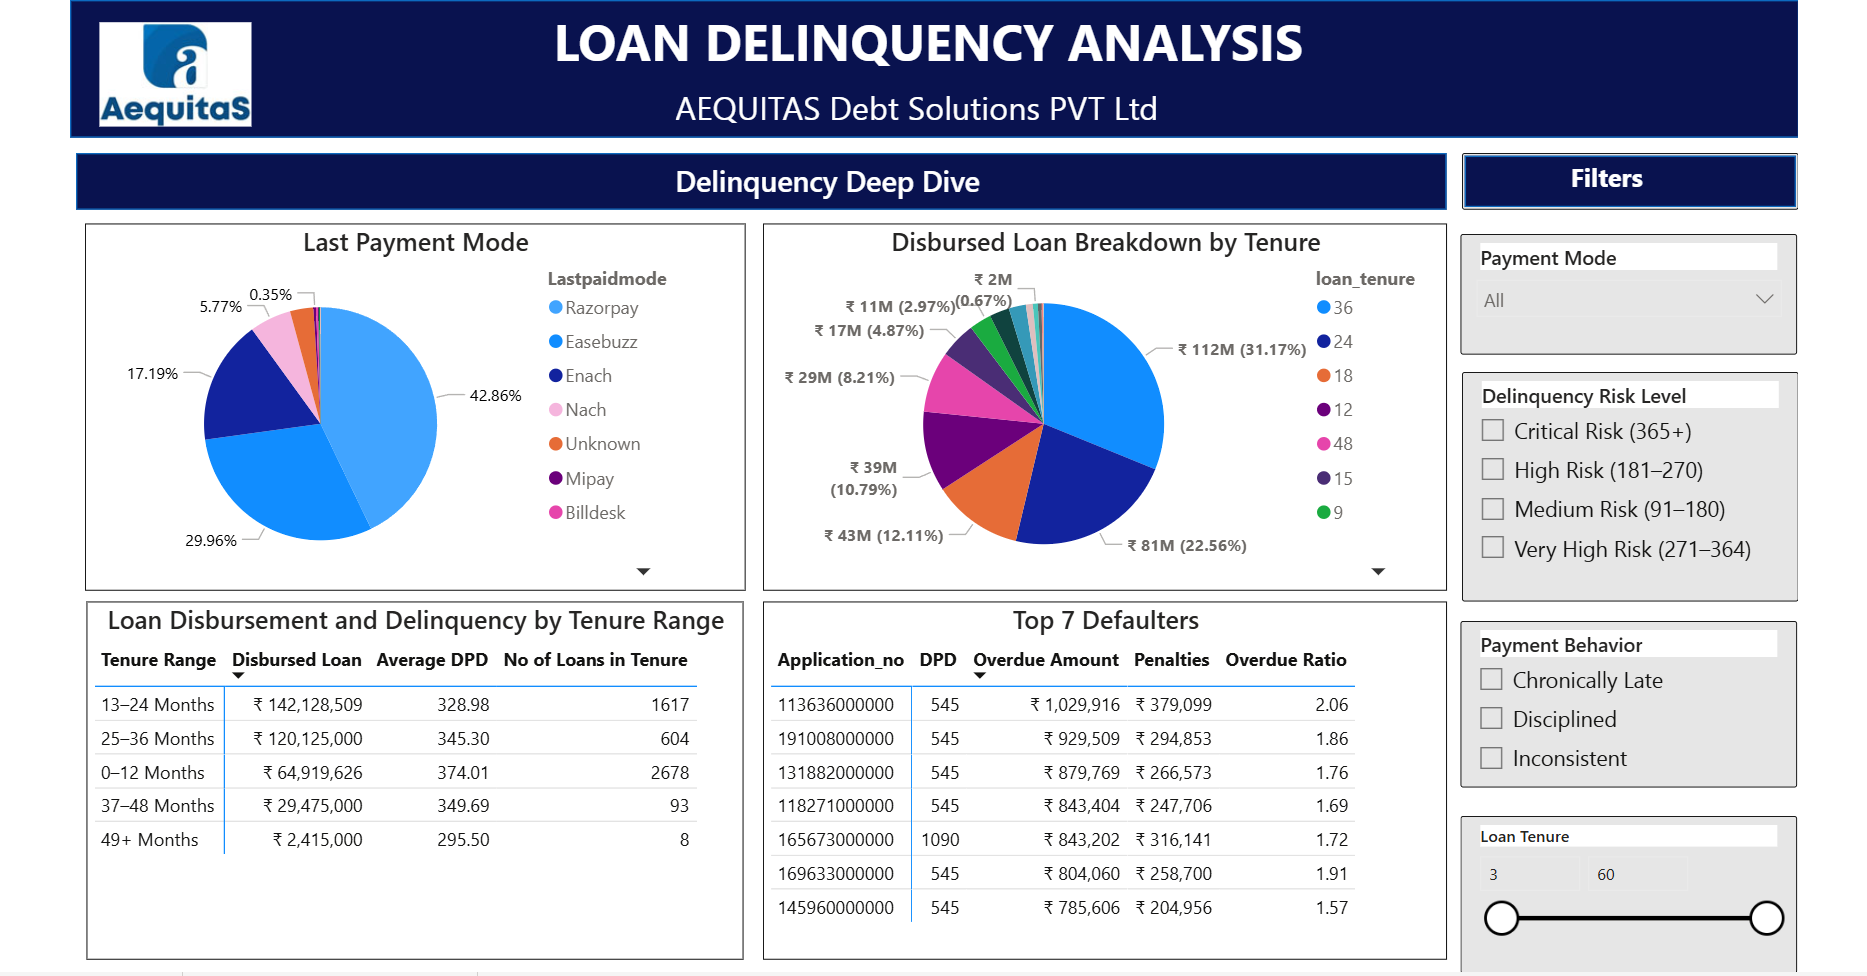 LOAN DELINQUENCY ANALYSIS
AequitaS
AEQUITAS Debt Solutions PVT Ltd
Delinquency Deep Dive
Filters
Last Payment Mode
Lastpaidmode
Razorpay
Easebuzz
Enach
Nach
Unknown
Mipay
Billdesk
0.35%
5.77%
17.19%
42.86%
29.96%
Disbursed Loan Breakdown by Tenure
loan_tenure
36
24
18
12
48
15
9
₹ 2M
(0.67%)
₹ 11M (2.97%)
₹ 17M (4.87%)
₹ 29M (8.21%)
₹ 39M
(10.79%)
₹ 43M (12.11%)
₹ 81M (22.56%)
₹ 112M (31.17%)
Payment Mode
All
Delinquency Risk Level
Critical Risk (365+)
High Risk (181–270)
Medium Risk (91–180)
Very High Risk (271–364)
Loan Disbursement and Delinquency by Tenure Range
Tenure Range Disbursed Loan Average DPD No of Loans in Tenure
13–24 Months ₹ 142,128,509 328.98 1617
25–36 Months ₹ 120,125,000 345.30 604
0–12 Months ₹ 64,919,626 374.01 2678
37–48 Months ₹ 29,475,000 349.69 93
49+ Months ₹ 2,415,000 295.50 8
Top 7 Defaulters
Application_no DPD Overdue Amount Penalties Overdue Ratio
113636000000 545 ₹ 1,029,916 ₹ 379,099 2.06
191008000000 545 ₹ 929,509 ₹ 294,853 1.86
131882000000 545 ₹ 879,769 ₹ 266,573 1.76
118271000000 545 ₹ 843,404 ₹ 247,706 1.69
165673000000 1090 ₹ 843,202 ₹ 316,141 1.72
169633000000 545 ₹ 804,060 ₹ 258,700 1.91
145960000000 545 ₹ 785,606 ₹ 204,956 1.57
Payment Behavior
Chronically Late
Disciplined
Inconsistent
Loan Tenure
3 60